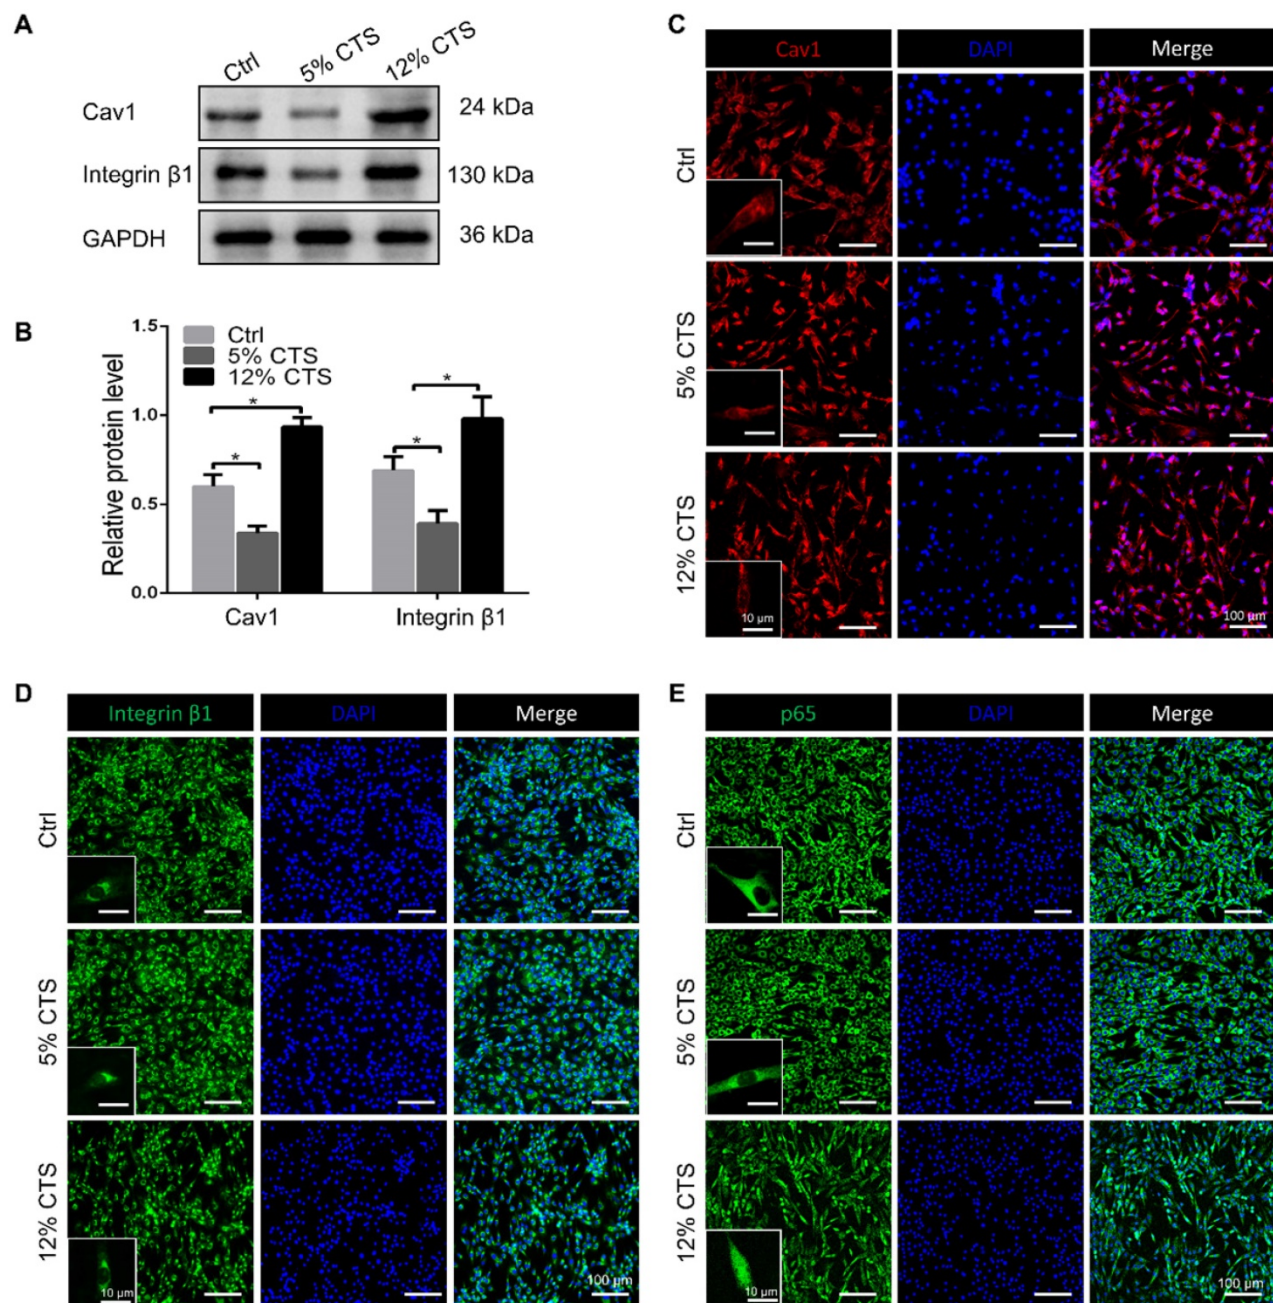 A
Ctrl
5% CTS
12% CTS
Cav1
24 kDa
Integrin β1
130 kDa
GAPDH
36 kDa
B
Relative protein level
1.5
1.0
0.5
0.0
Ctrl
5% CTS
12% CTS
*
*
*
*
Cav1
Integrin β1
C
Cav1
DAPI
Merge
Ctrl
5% CTS
12% CTS
10 μm
100 μm
D
Integrin β1
DAPI
Merge
Ctrl
5% CTS
12% CTS
10 μm
100 μm
E
p65
DAPI
Merge
Ctrl
5% CTS
12% CTS
10 μm
100 μm